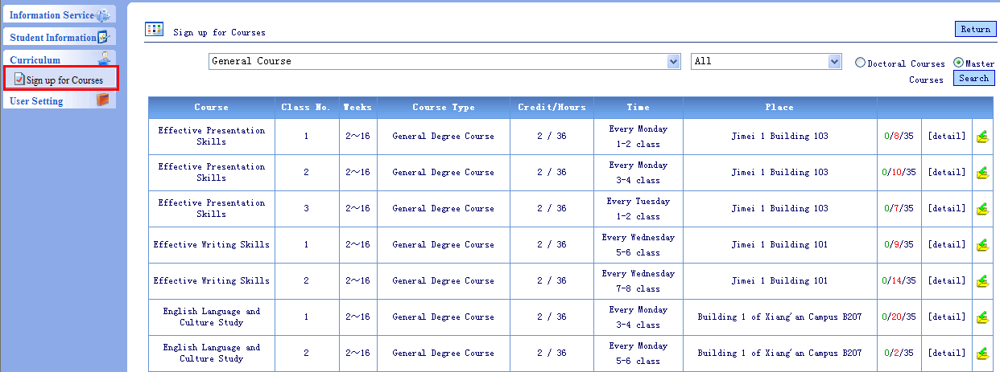 Information Service
Student Information
Curriculum
Sign up for Courses
User Setting
Sign up for Courses
Return
General Course
All
Doctoral Courses
Master
Courses
Search
Course Class No. Weeks Course Type Credit/Hours Time Place
Effective Presentation
Skills
1 2～16 General Degree Course 2 / 36
Every Monday
1-2 class
Jimei 1 Building 103 0/8/35 [detail]
Effective Presentation
Skills
2 2～16 General Degree Course 2 / 36
Every Monday
3-4 class
Jimei 1 Building 103 0/10/35 [detail]
Effective Presentation
Skills
3 2～16 General Degree Course 2 / 36
Every Tuesday
1-2 class
Jimei 1 Building 103 0/7/35 [detail]
Effective Writing Skills 1 2～16 General Degree Course 2 / 36
Every Wednesday
5-6 class
Jimei 1 Building 101 0/9/35 [detail]
Effective Writing Skills 2 2～16 General Degree Course 2 / 36
Every Wednesday
7-8 class
Jimei 1 Building 101 0/14/35 [detail]
English Language and
Culture Study
1 2～16 General Degree Course 2 / 36
Every Monday
3-4 class
Building 1 of Xiang'an Campus B207 0/20/35 [detail]
English Language and
Culture Study
2 2～16 General Degree Course 2 / 36
Every Monday
5-6 class
Building 1 of Xiang'an Campus B207 0/2/35 [detail]